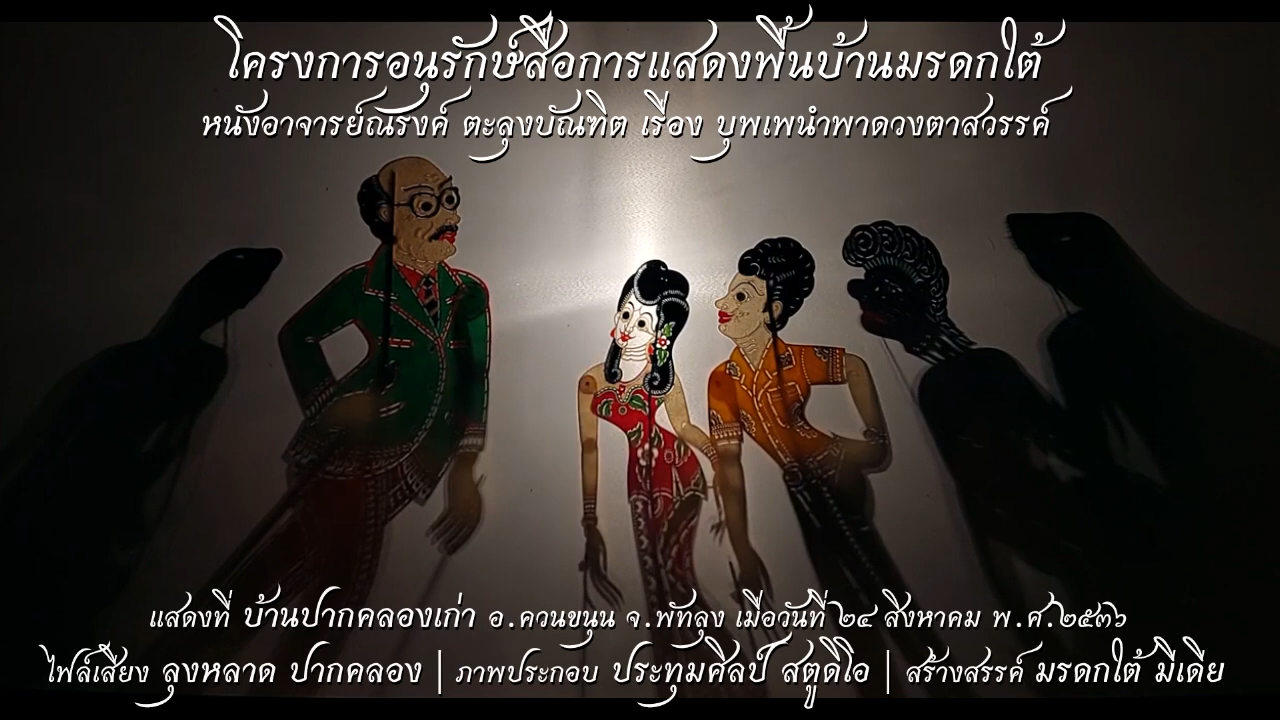 โครงการอนุรักษ์สื่อการแสดงพื้นบ้านมรดกใต้
หนังอาจารย์ณรงค์ ตะลุงบัณฑิต เรื่อง บุพเพนำพาดวงตาสวรรค์
แสดงที่ บ้านปากคลองเก่า อ.ควนขนุน จ.พัทลุง เมื่อวันที่ ๒๔ สิงหาคม พ.ศ.๒๕๓๖
ไฟล์เสียง ลุงหลาด ปากคลอง | ภาพประกอบ ประทุมศิลป์ สตูดิโอ | สร้างสรรค์ มรดกใต้ มีเดีย